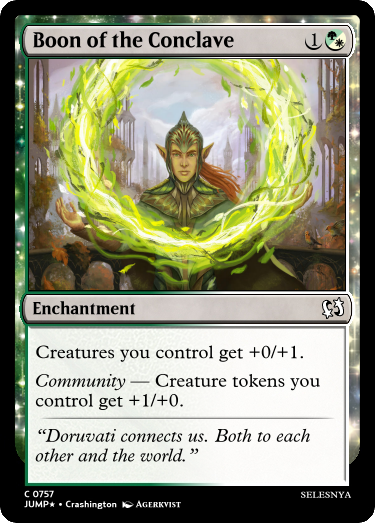 Boon of the Conclave 1
Enchantment
Creatures you control get +0/+1.
Community — Creature tokens you
control get +1/+0.
“Doruvati connects us. Both to each
other and the world.”
C 0757
JUMP★ • Crashington AGERKVIST
SELESNYA